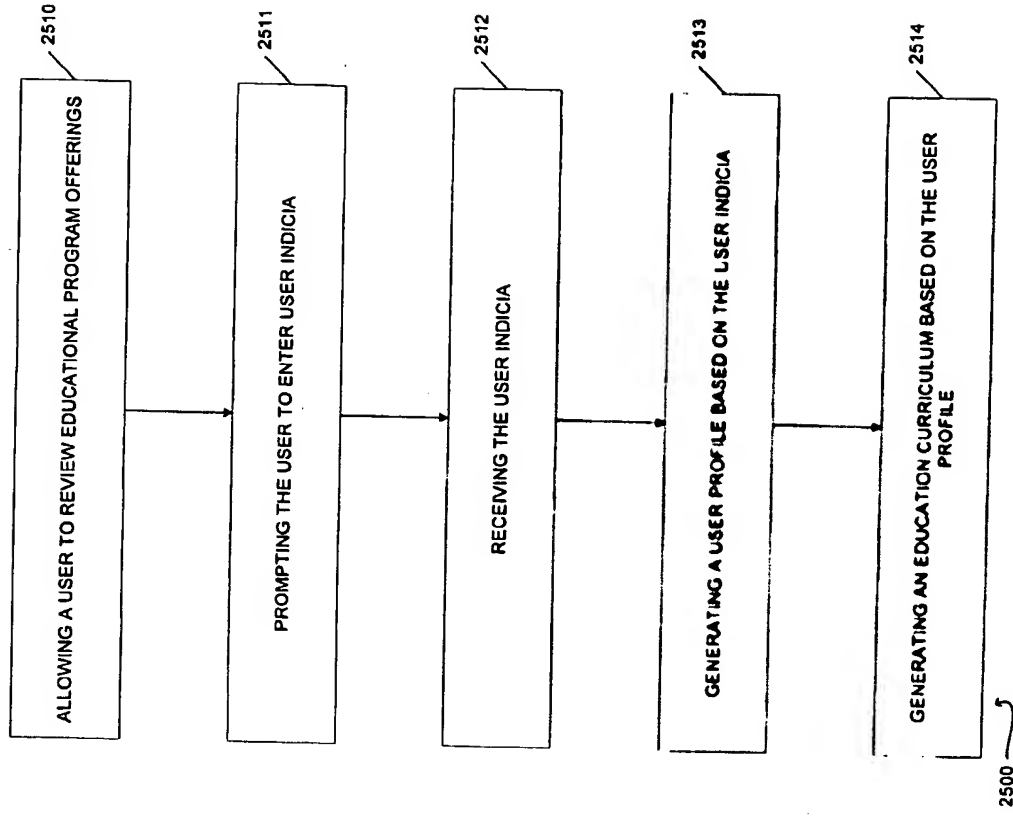 2510
ALLOWING A USER TO REVIEW EDUCATIONAL PROGRAM OFFERINGS
2511
PROMPTING THE USER TO ENTER USER INDICIA
2512
RECEIVING THE USER INDICIA
2513
GENERATING A USER PROFILE BASED ON THE USER INDICIA
2514
GENERATING AN EDUCATION CURRICULUM BASED ON THE USER
PROFILE
2500